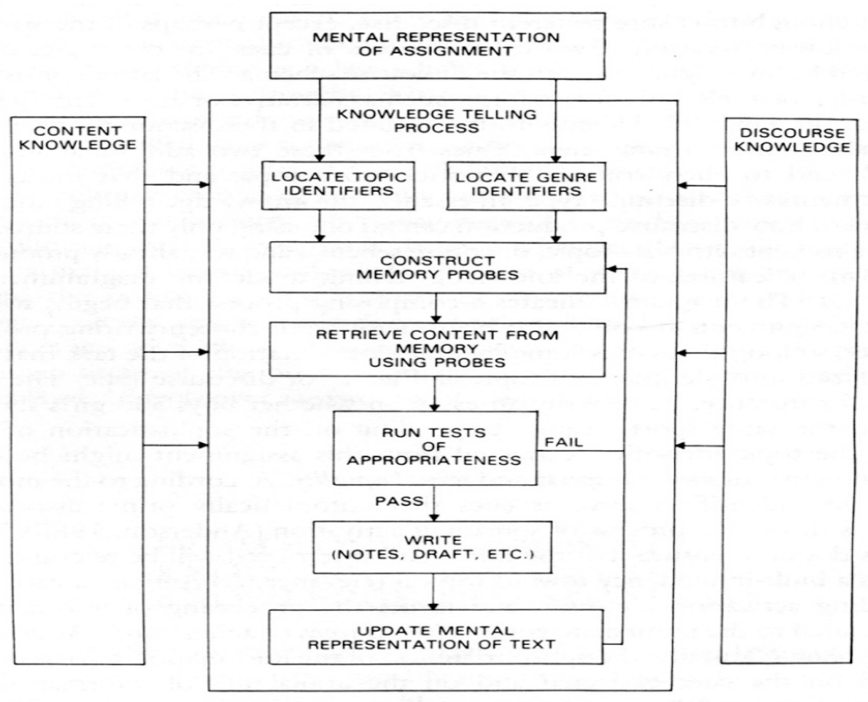 MENTAL REPRESENTATION
OF ASSIGNMENT
KNOWLEDGE TELLING
PROCESS
CONTENT
KNOWLEDGE
DISCOURSE
KNOWLEDGE
LOCATE TOPIC
IDENTIFIERS
LOCATE GENRE
IDENTIFIERS
CONSTRUCT
MEMORY PROBES
RETRIEVE CONTENT FROM
MEMORY
USING PROBES
RUN TESTS
OF
APPROPRIATENESS
FAIL
PASS
WRITE
(NOTES, DRAFT, ETC.)
UPDATE MENTAL
REPRESENTATION OF TEXT